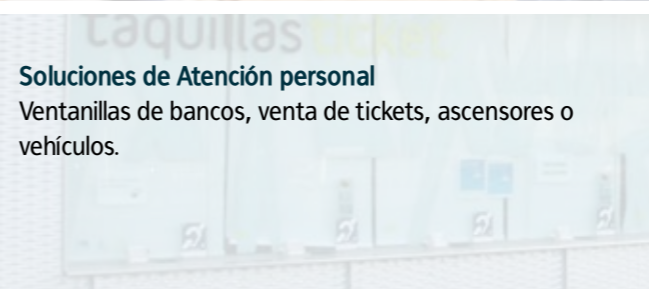 taquillas ticket
Soluciones de Atención personal
Ventanillas de bancos, venta de tickets, ascensores o
vehículos.